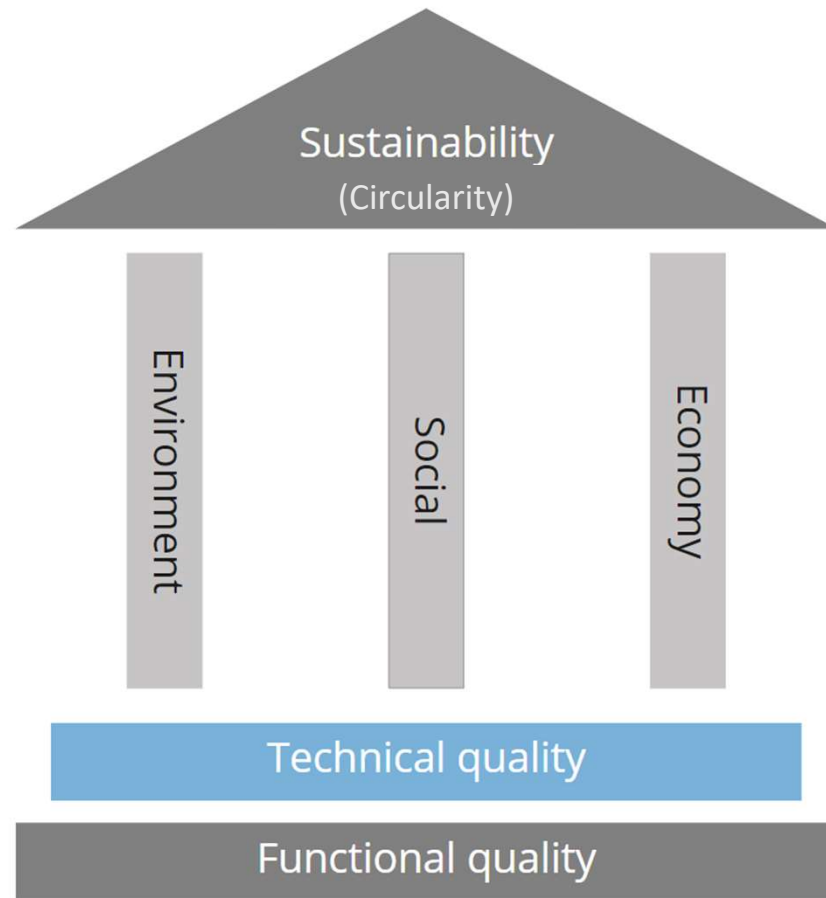 Sustainability
(Circularity)
Environment
Social
Economy
Technical quality
Functional quality